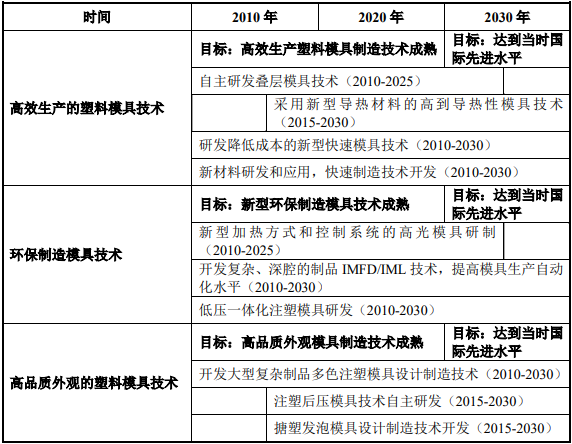 时间 2010 年 2020 年 2030 年
高效生产的塑料模具技术
目标：高效生产塑料模具制造技术成熟
目标：达到当时国
际先进水平
自主研发叠层模具技术（2010-2025）
采用新型导热材料的高到导热性模具技术
（2015-2030）
研发降低成本的新型快速模具技术（2010-2030）
新材料研发和应用，快速制造技术开发（2010-2030）
环保制造模具技术
目标：新型环保制造模具技术成熟
目标：达到当时国
际先进水平
新型加热方式和控制系统的高光模具研制
（2010-2025）
开发复杂、深腔的制品 IMFD/IML 技术，提高模具生产自动
化水平（2010-2030）
低压一体化注塑模具研发（2010-2030）
高品质外观的塑料模具技术
目标：高品质外观模具制造技术成熟
目标：达到当时国
际先进水平
开发大型复杂制品多色注塑模具设计制造技术（2010-2030）
注塑后压模具技术自主研发（2015-2030）
搪塑发泡模具设计制造技术开发（2015-2030）